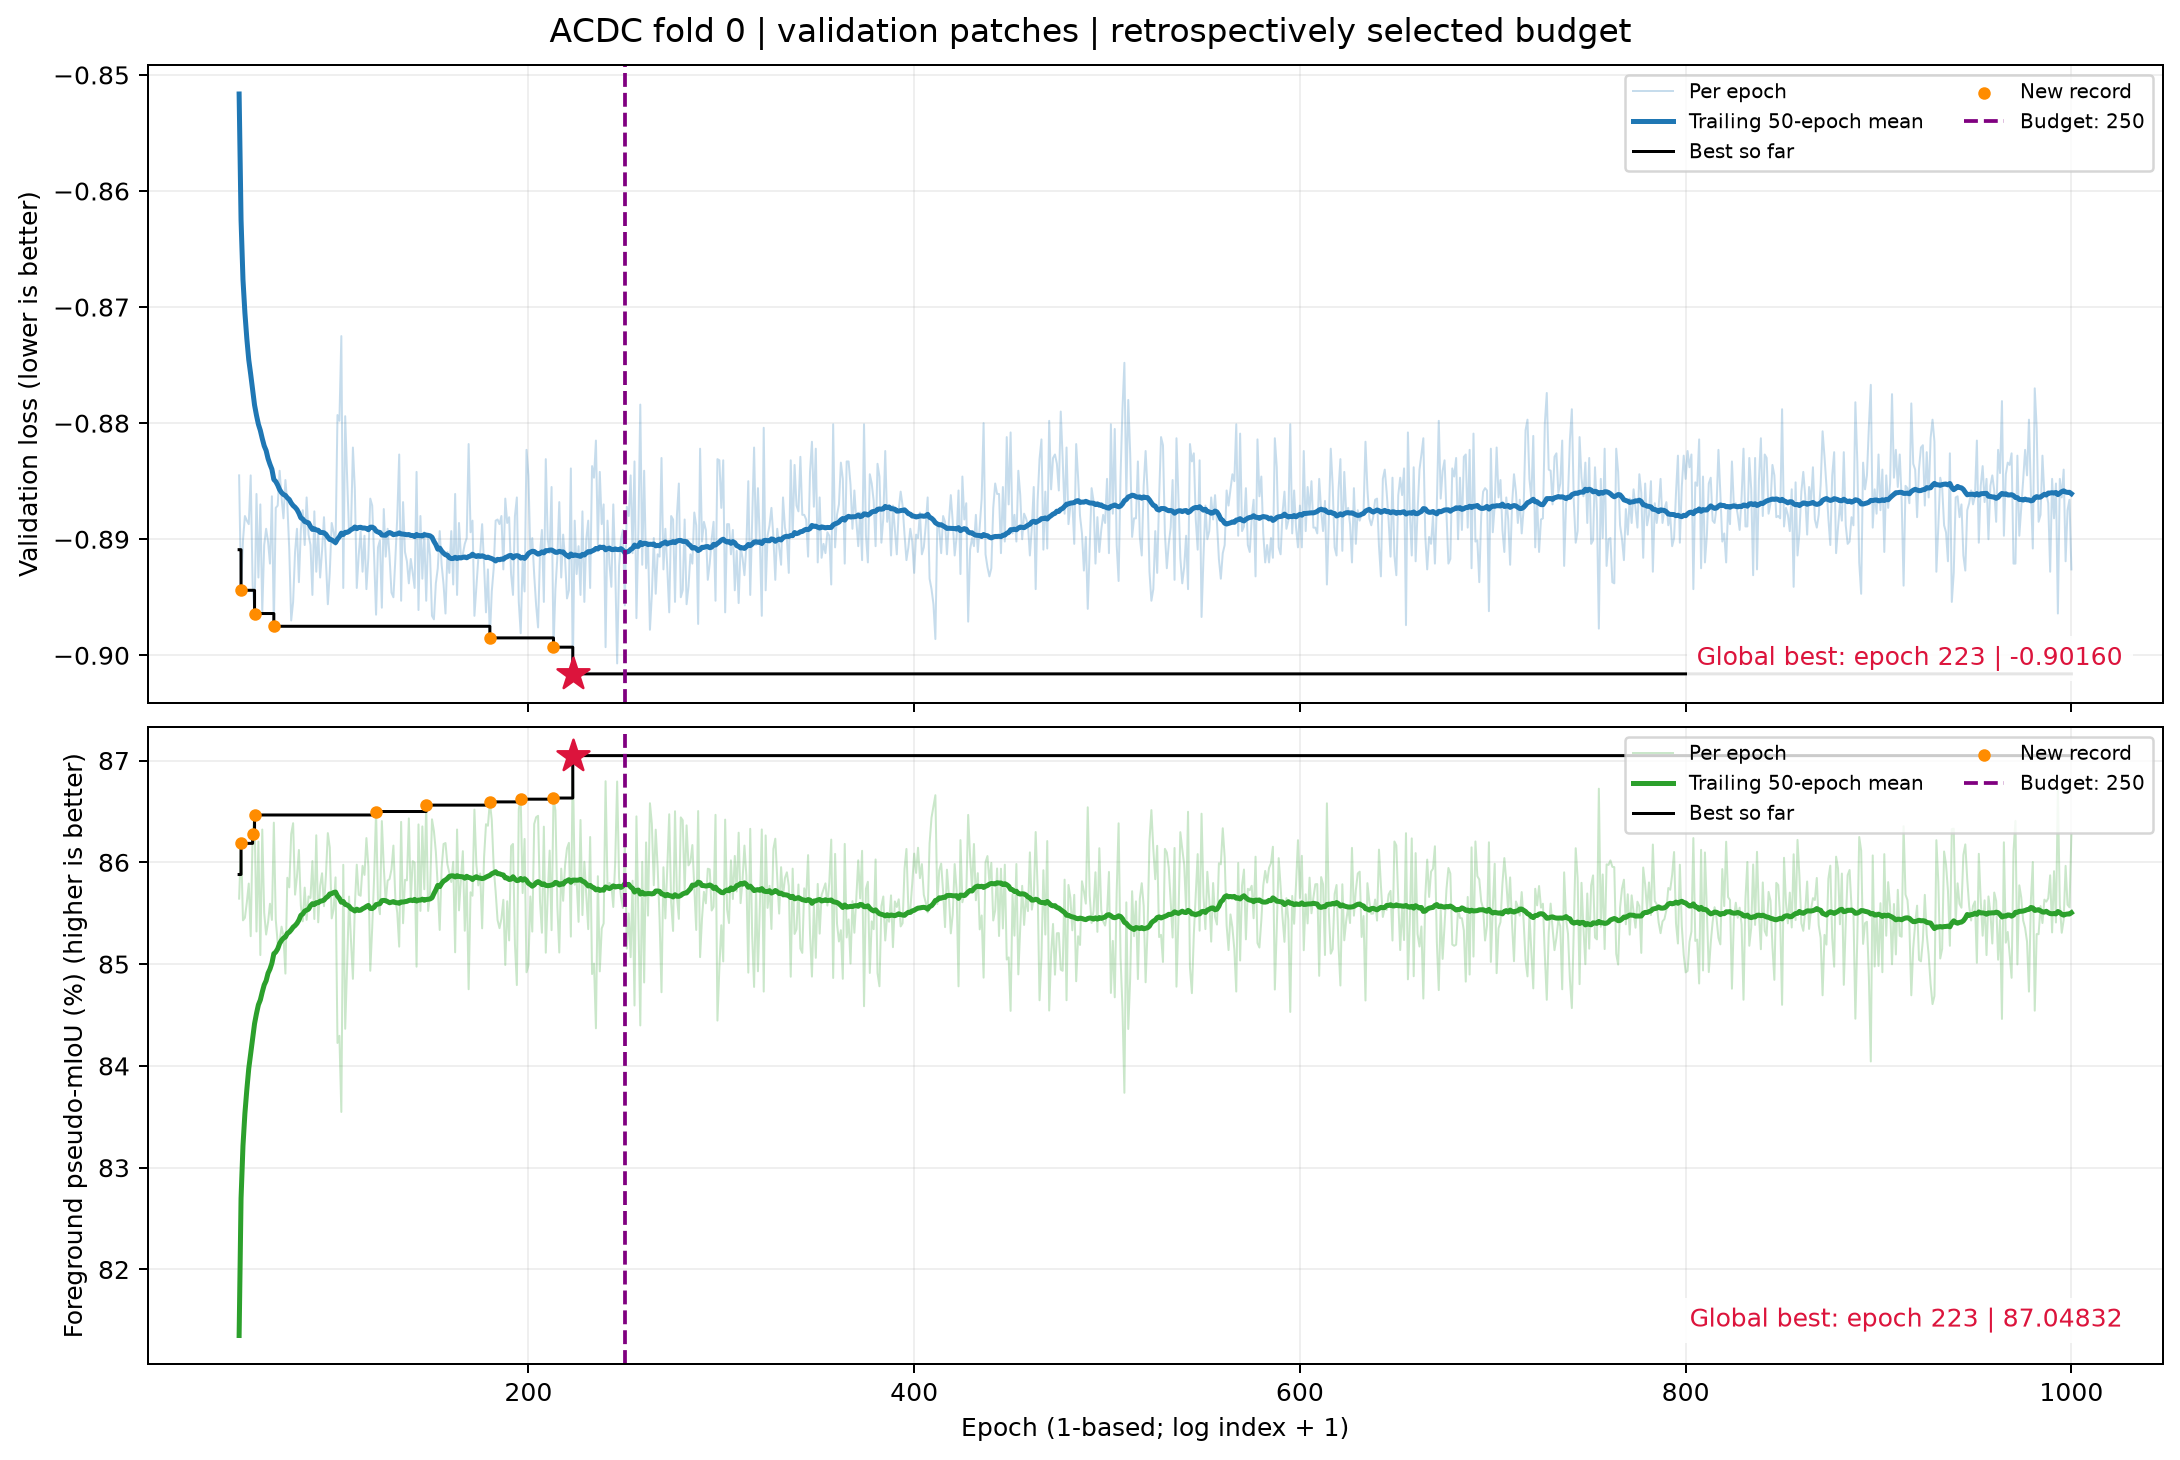 ACDC fold 0 | validation patches | retrospectively selected budget
Validation loss (lower is better)
−0.85
−0.86
−0.87
−0.88
−0.89
−0.90
Per epoch
Trailing 50-epoch mean
Best so far
New record
Budget: 250
Global best: epoch 223 | -0.90160
Foreground pseudo-mIoU (%) (higher is better)
87
86
85
84
83
82
Per epoch
Trailing 50-epoch mean
Best so far
New record
Budget: 250
Global best: epoch 223 | 87.04832
200
400
600
800
1000
Epoch (1-based; log index + 1)